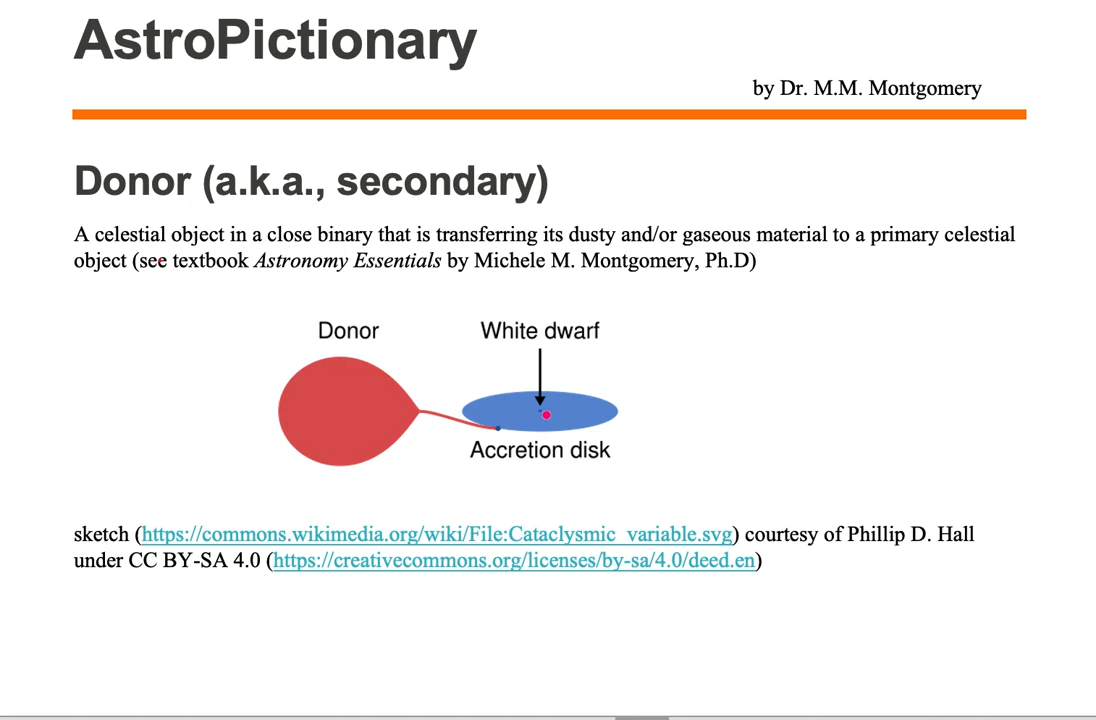 AstroPictionary
by Dr. M.M. Montgomery
Donor (a.k.a., secondary)
A celestial object in a close binary that is transferring its dusty and/or gaseous material to a primary celestial
object (see textbook Astronomy Essentials by Michele M. Montgomery, Ph.D)
Donor
White dwarf
Accretion disk
sketch (https://commons.wikimedia.org/wiki/File:Cataclysmic_variable.svg) courtesy of Phillip D. Hall
under CC BY-SA 4.0 (https://creativecommons.org/licenses/by-sa/4.0/deed.en)